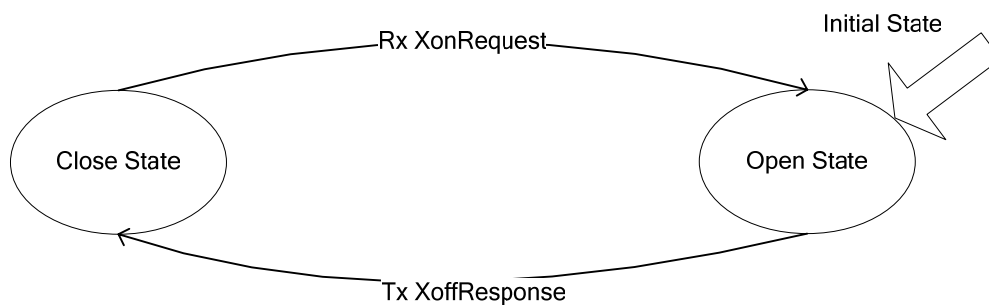 Initial State
Rx XonRequest
Close State
Open State
Tx XoffResponse